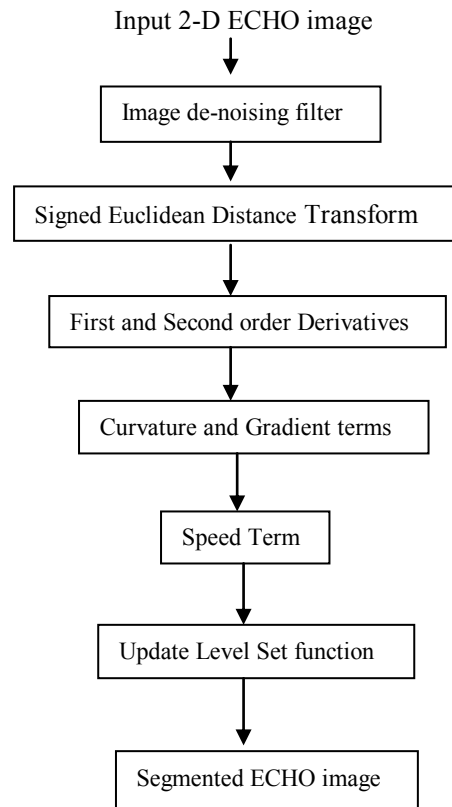 Input 2-D ECHO image
Image de-noising filter
Signed Euclidean Distance Transform
First and Second order Derivatives
Curvature and Gradient terms
Speed Term
Update Level Set function
Segmented ECHO image